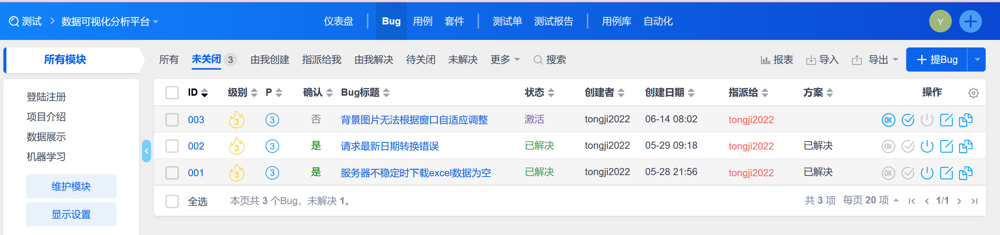 测试 数据可视化分析平台 仪表盘 Bug 用例 套件 测试单 测试报告 用例库 自动化 Y
所有模块
登陆注册
项目介绍
数据展示
机器学习
维护模块
显示设置
所有 未关闭 3 由我创建 指派给我 由我解决 待关闭 未解决 更多 搜索 报表 导入 导出 提Bug
ID 级别 P 确认 Bug标题 状态 创建者 创建日期 指派给 方案 操作
003 3 3 否 背景图片无法根据窗口自适应调整 激活 tongji2022 06-14 08:02 tongji2022 OK
002 3 3 是 请求最新日期转换错误 已解决 tongji2022 05-29 09:18 tongji2022 已解决 OK
001 3 3 是 服务器不稳定时下载excel数据为空 已解决 tongji2022 05-28 21:56 tongji2022 已解决 OK
全选 本页共 3 个Bug，未解决 1。 共 3 项 每页 20 项 1/1